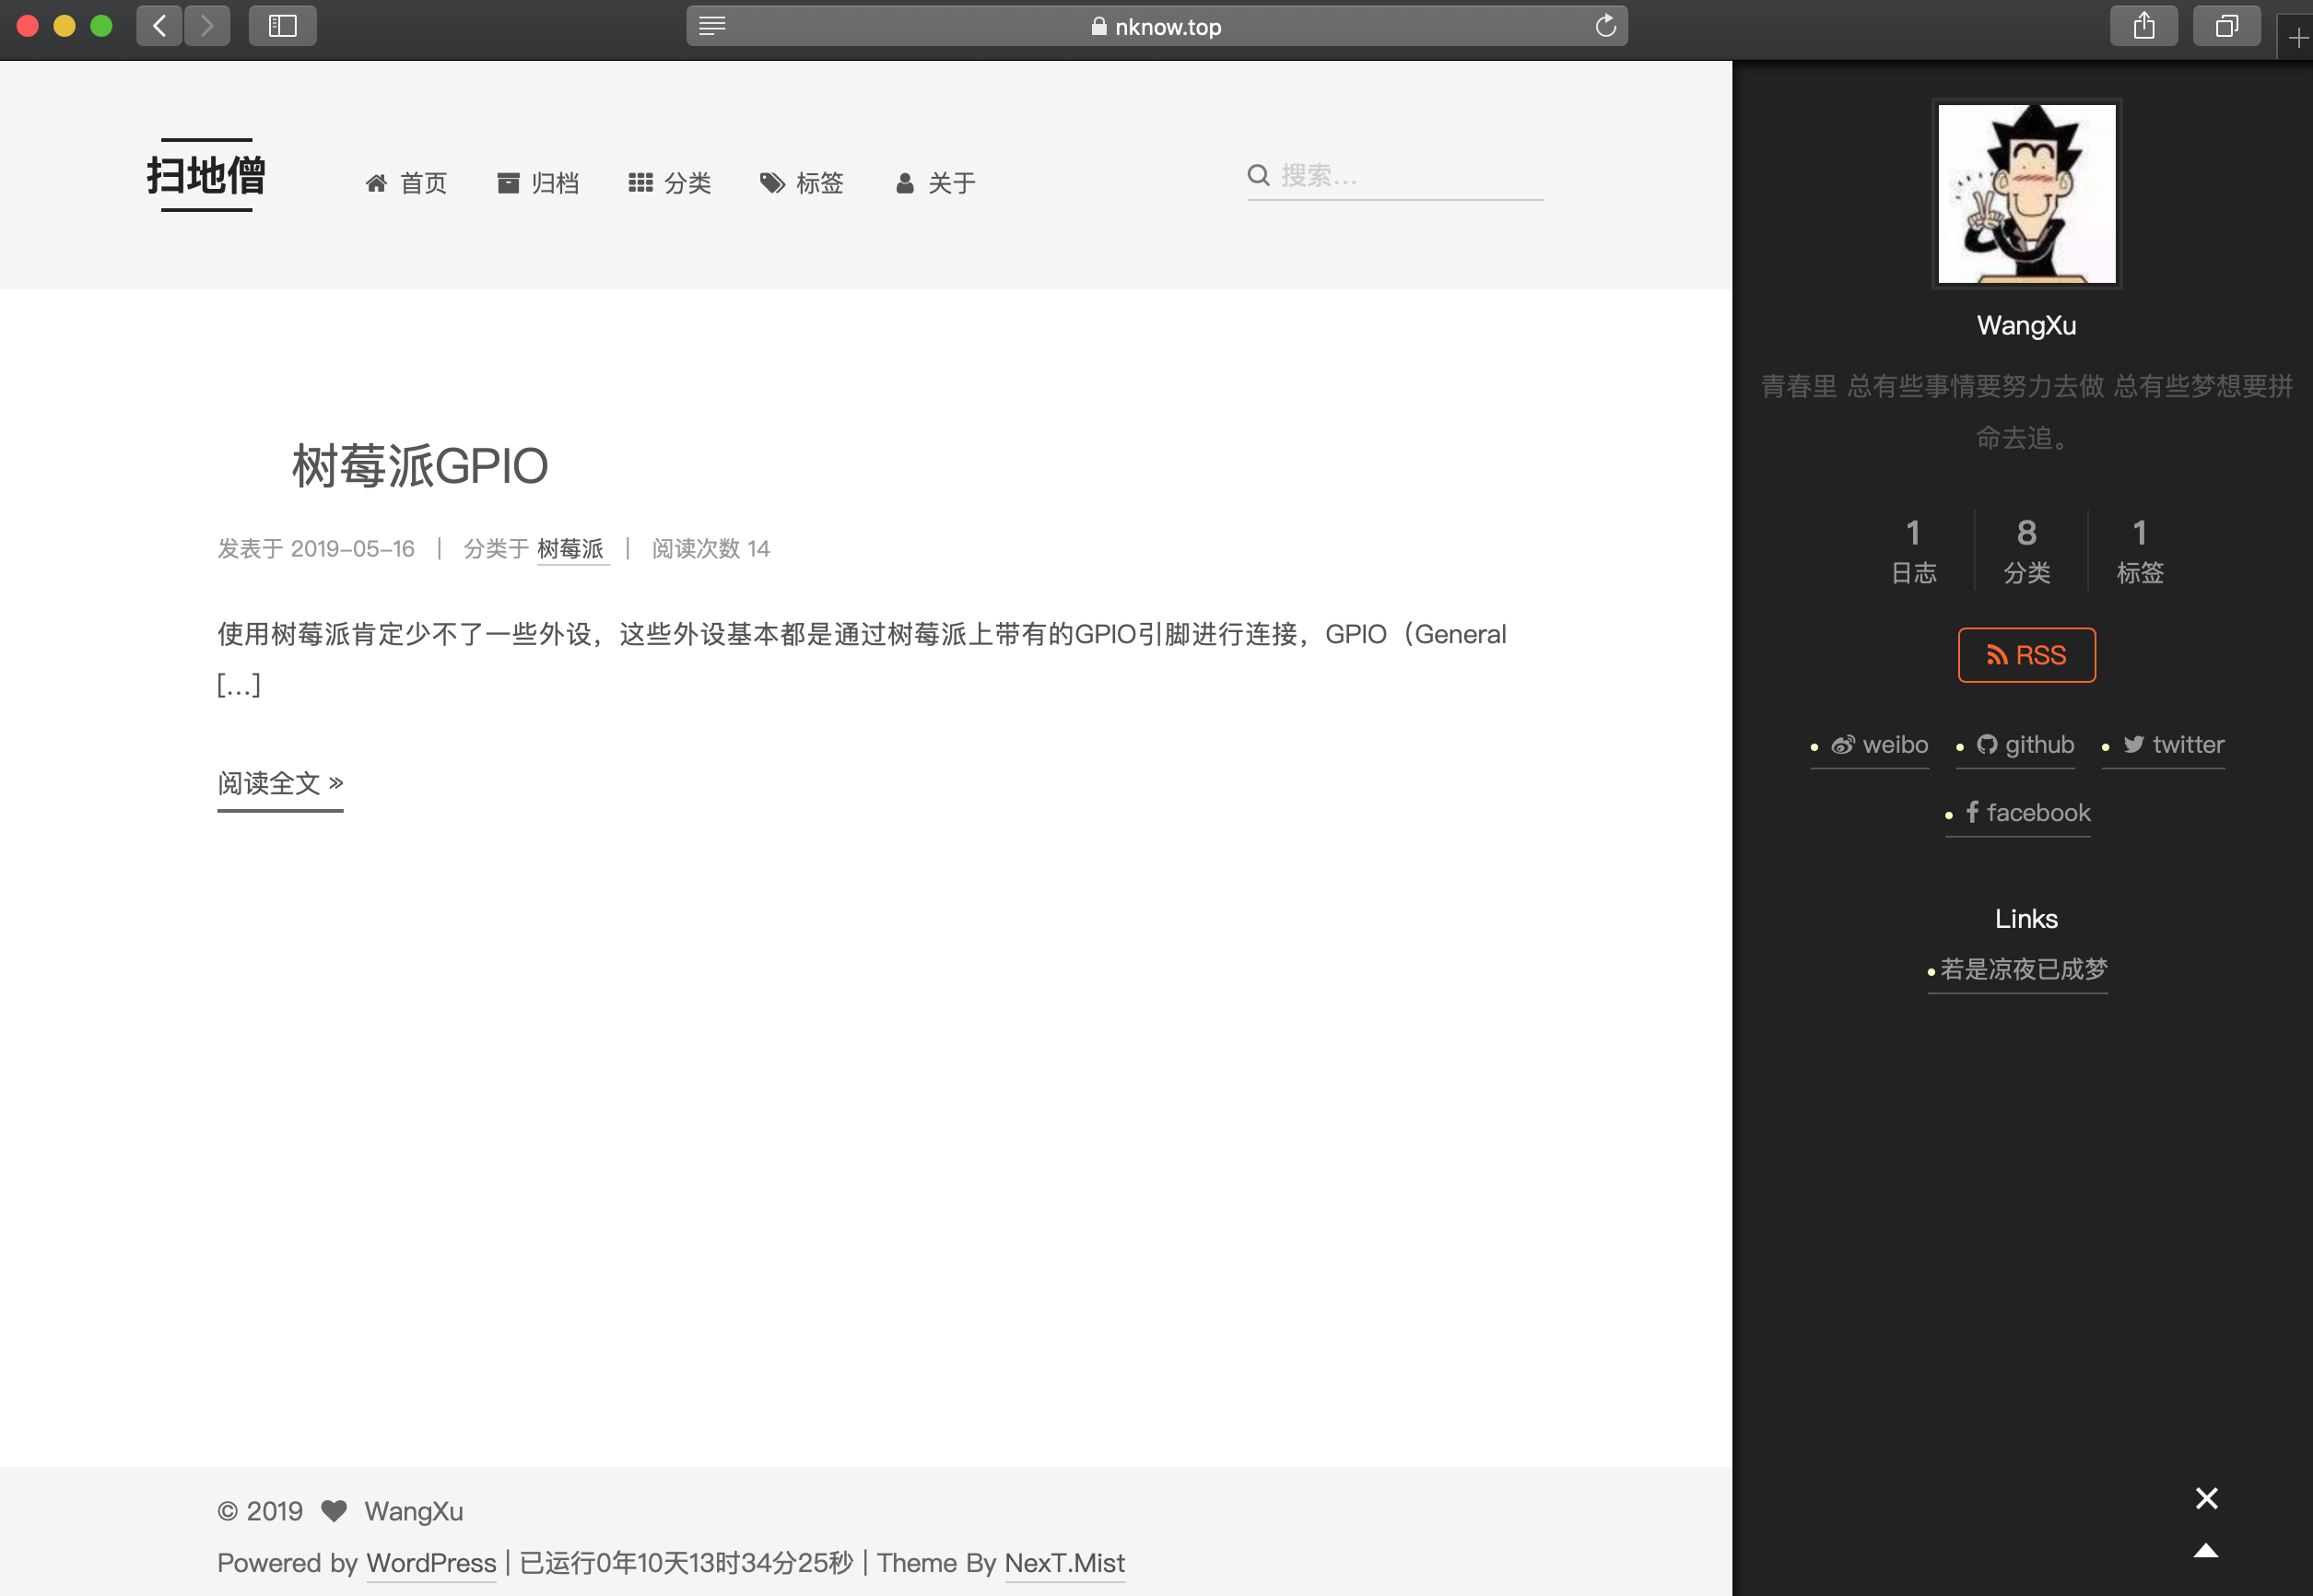 nknow.top
扫地僧
首页 归档 分类 标签 关于
搜索...
树莓派GPIO
发表于 2019-05-16 | 分类于 树莓派 | 阅读次数 14
使用树莓派肯定少不了一些外设，这些外设基本都是通过树莓派上带有的GPIO引脚进行连接，GPIO（General
[...]
阅读全文 »
© 2019 WangXu
Powered by WordPress | 已运行0年10天13时34分25秒 | Theme By NexT.Mist
WangXu
青春里 总有些事情要努力去做 总有些梦想要拼
命去追。
1 8 1
日志 分类 标签
RSS
weibo github twitter
facebook
Links
若是凉夜已成梦